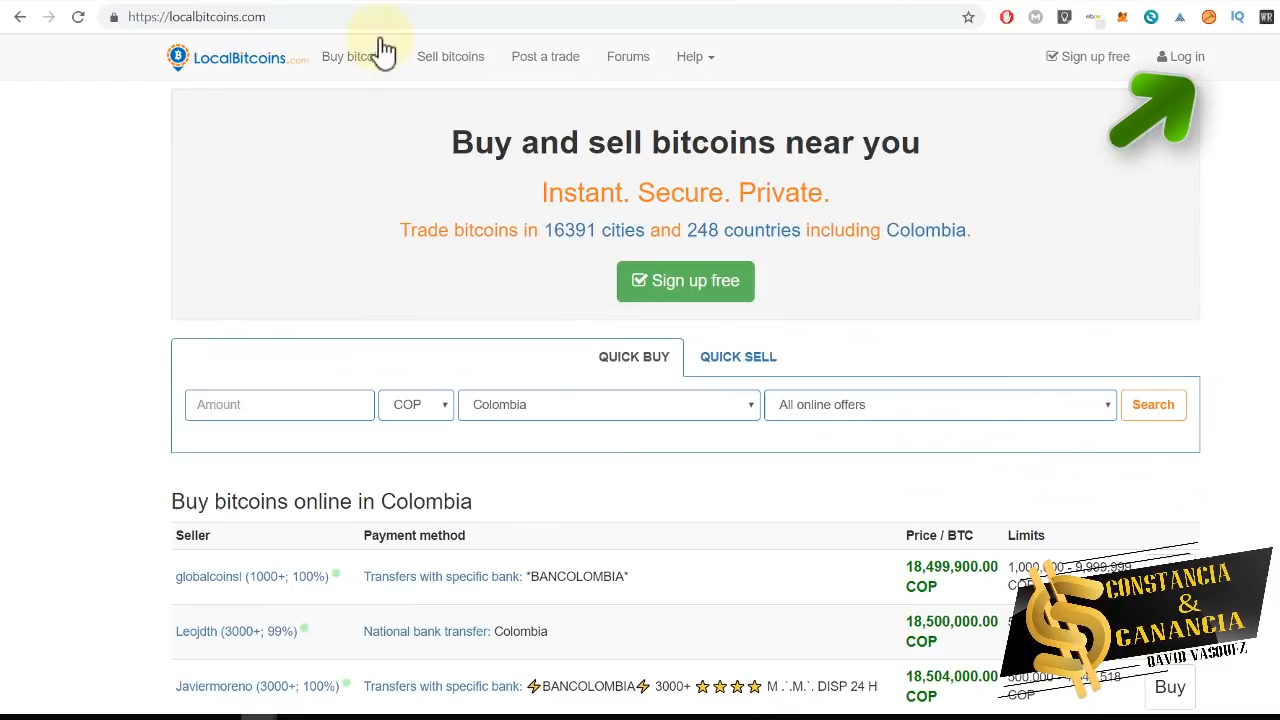 https://localbitcoins.com
LocalBitcoins.com
Buy bitcoins
Sell bitcoins
Post a trade
Forums
Help
Sign up free
Log in
Buy and sell bitcoins near you
Instant. Secure. Private.
Trade bitcoins in 16391 cities and 248 countries including Colombia.
Sign up free
QUICK BUY
QUICK SELL
Amount
COP
Colombia
All online offers
Search
Buy bitcoins online in Colombia
Seller Payment method Price / BTC Limits
globalcoinsl (1000+; 100%) Transfers with specific bank: *BANCOLOMBIA* 18,499,900.00
COP
Leojdth (3000+; 99%) National bank transfer: Colombia 18,500,000.00
COP
Javiermoreno (3000+; 100%) Transfers with specific bank: ⚡BANCOLOMBIA⚡ 3000+ ⭐⭐⭐⭐ M .´.M.`. DISP 24 H 18,504,000.00
COP
COP
Buy
CONSTANCIA
&
GANANCIA
DAVID VASQUEZ
IQ
WR
ebay